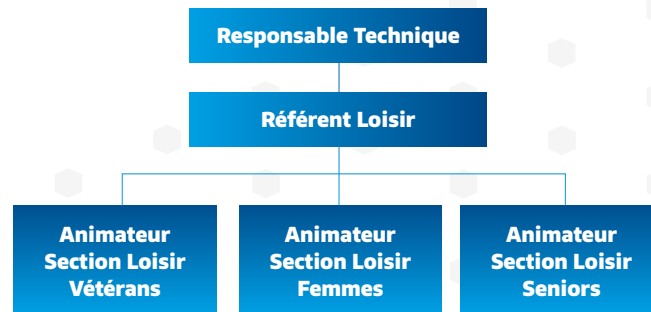 Responsable Technique
Référent Loisir
Animateur
Section Loisir
Vétérans
Animateur
Section Loisir
Femmes
Animateur
Section Loisir
Seniors